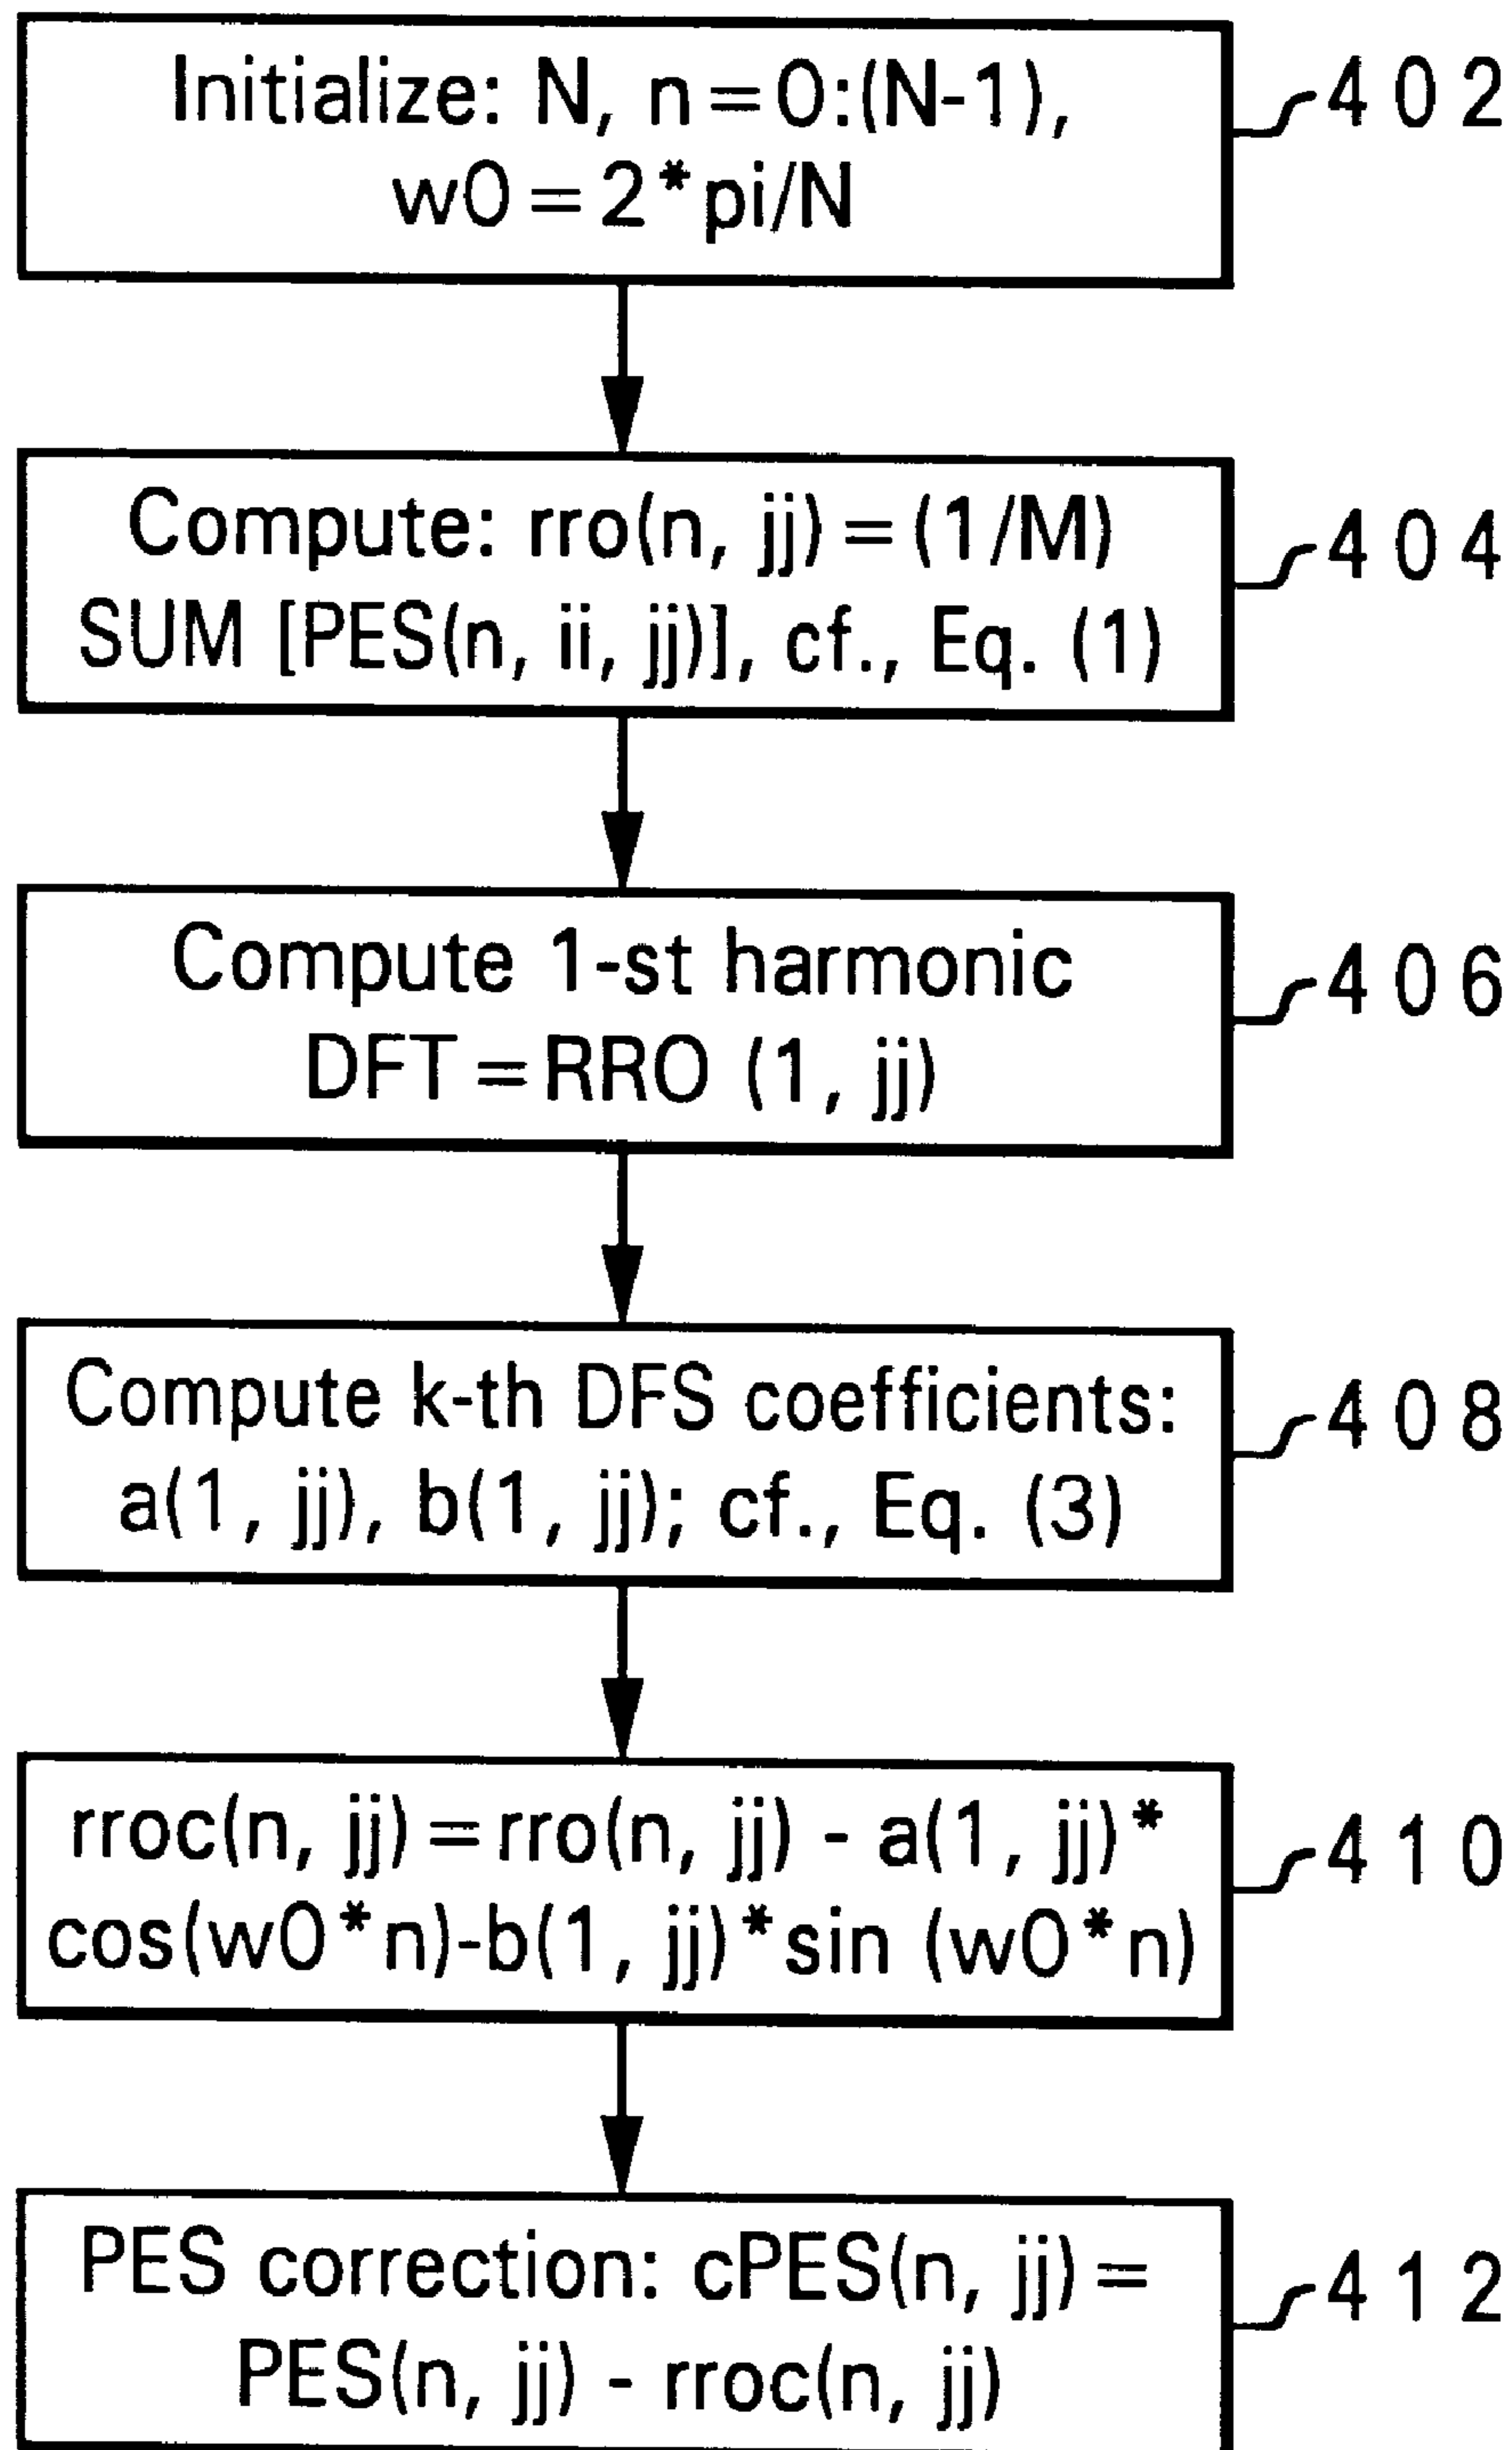 Initialize: N, n=0:(N-1),
w0=2*pi/N
402
Compute: rro(n, jj)=(1/M)
SUM [PES(n, ii, jj)], cf., Eq. (1)
404
Compute 1-st harmonic
DFT=RRO (1, jj)
406
Compute k-th DFS coefficients:
a(1, jj), b(1, jj); cf., Eq. (3)
408
rroc(n, jj)=rro(n, jj) - a(1, jj)*
cos(w0*n)-b(1, jj)*sin (w0*n)
410
PES correction: cPES(n, jj)=
PES(n, jj) - rroc(n, jj)
412